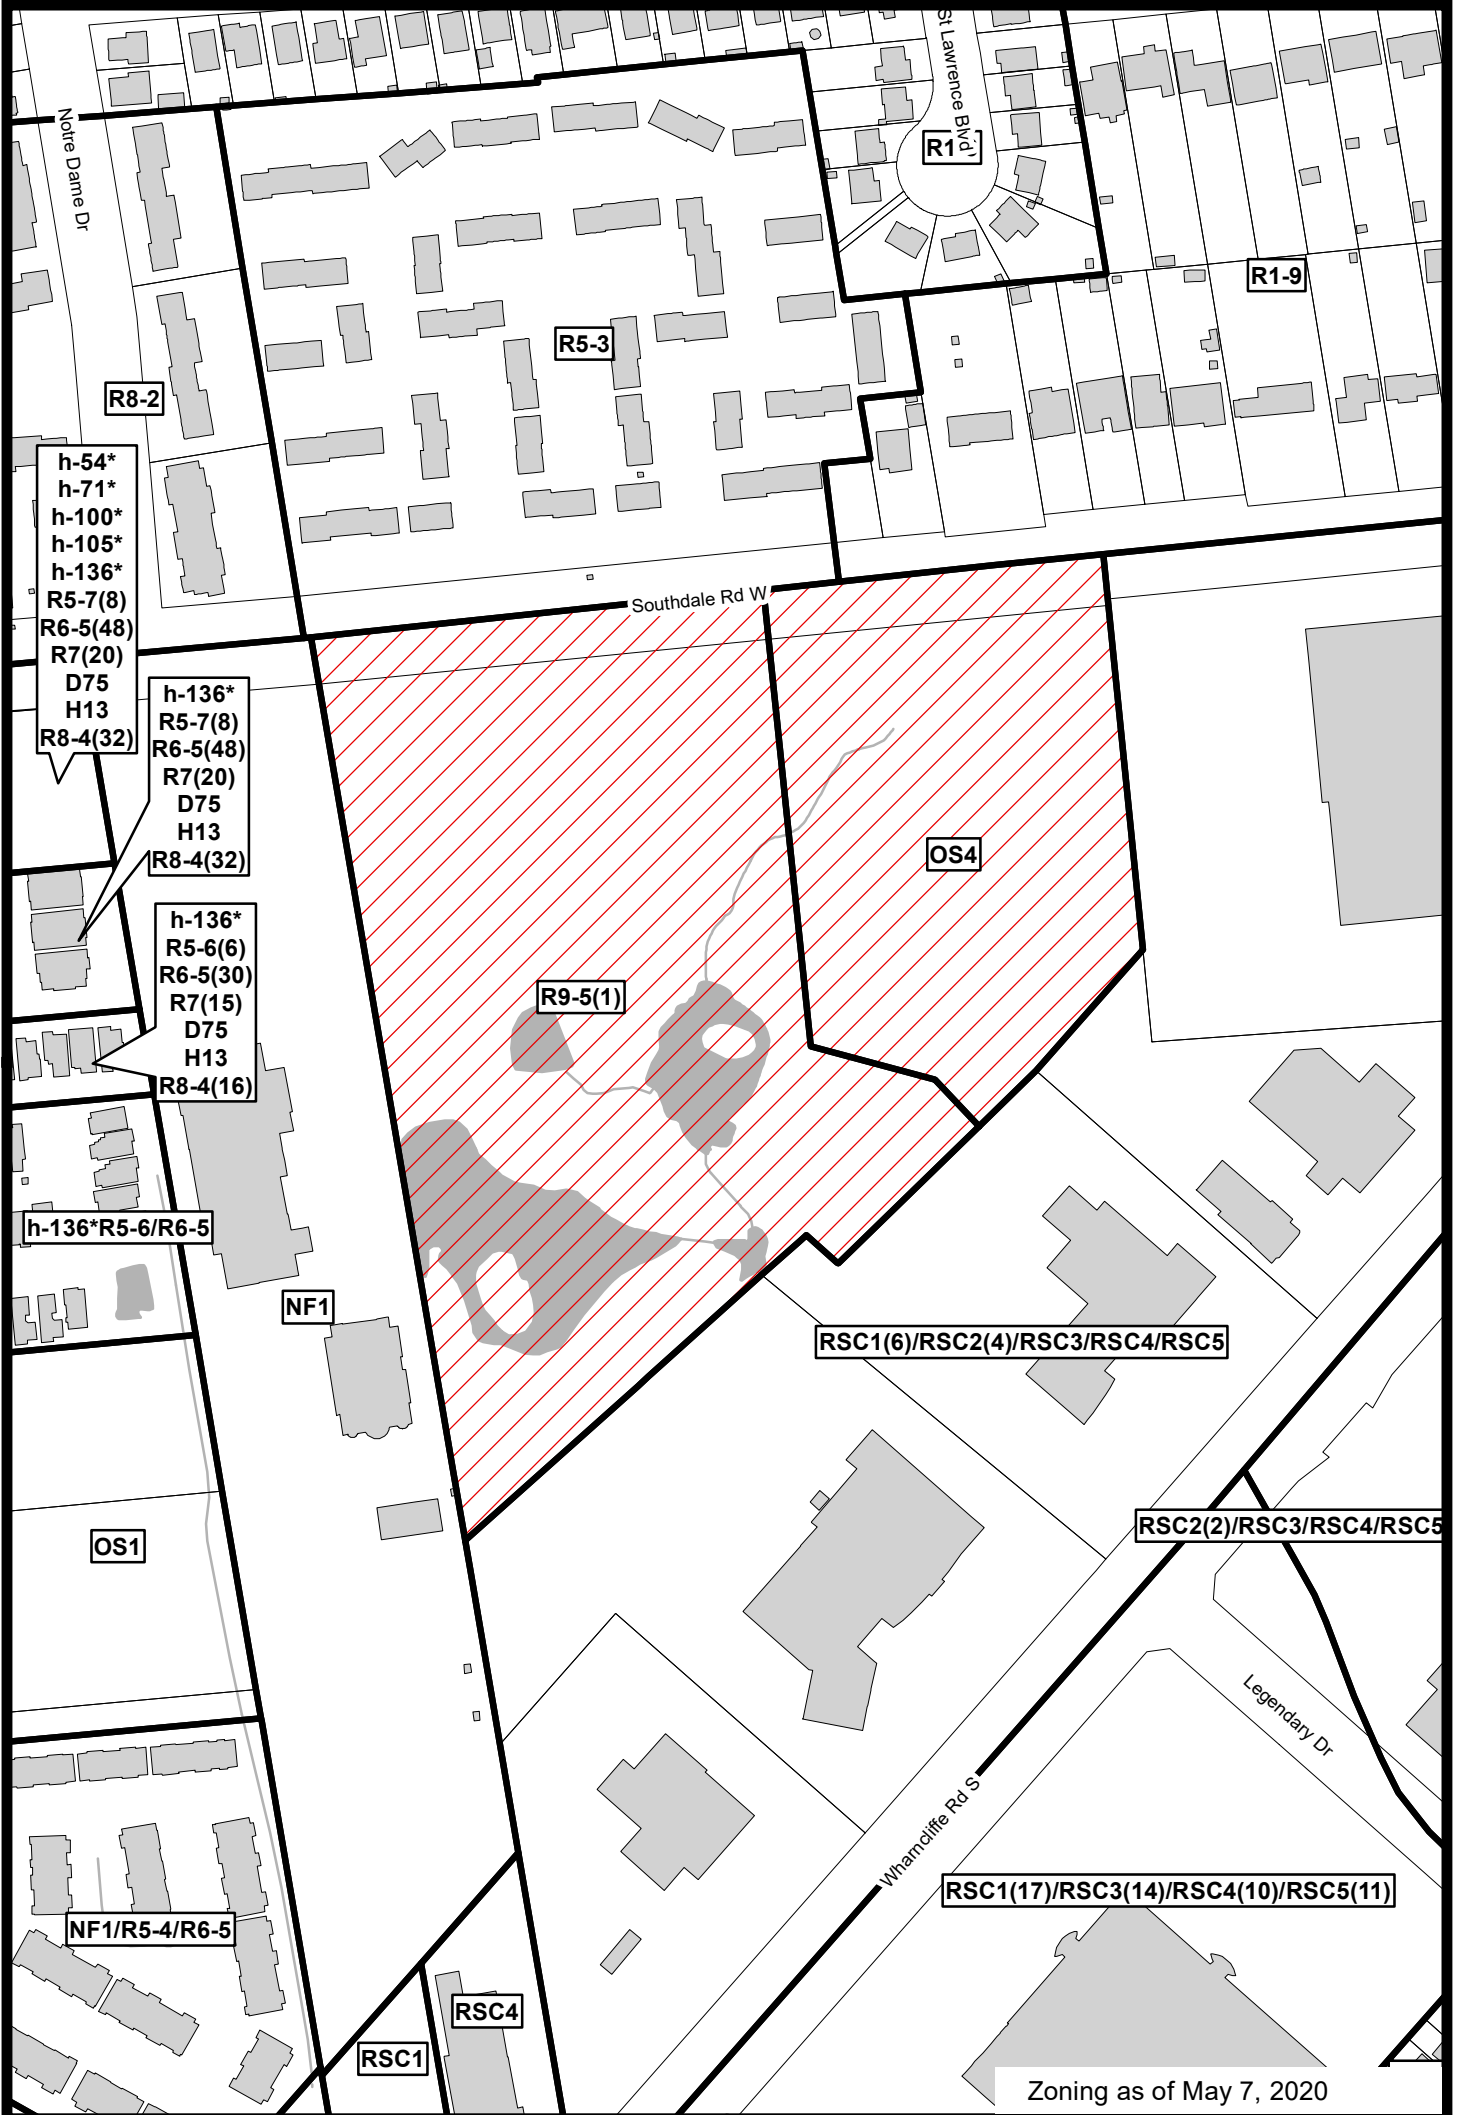 St Lawrence Blvd
Notre Dame Dr
R1
R1-9
R5-3
R8-2
h-54*
h-71*
h-100*
h-105*
h-136*
R5-7(8)
R6-5(48)
R7(20)
D75
H13
R8-4(32)
Southdale Rd W
h-136*
R5-7(8)
R6-5(48)
R7(20)
D75
H13
R8-4(32)
OS4
h-136*
R5-6(6)
R6-5(30)
R7(15)
D75
H13
R8-4(16)
R9-5(1)
h-136*R5-6/R6-5
NF1
RSC1(6)/RSC2(4)/RSC3/RSC4/RSC5
RSC2(2)/RSC3/RSC4/RSC5
OS1
Legendary Dr
Wharncliffe Rd S
RSC1(17)/RSC3(14)/RSC4(10)/RSC5(11)
NF1/R5-4/R6-5
RSC4
RSC1
Zoning as of May 7, 2020